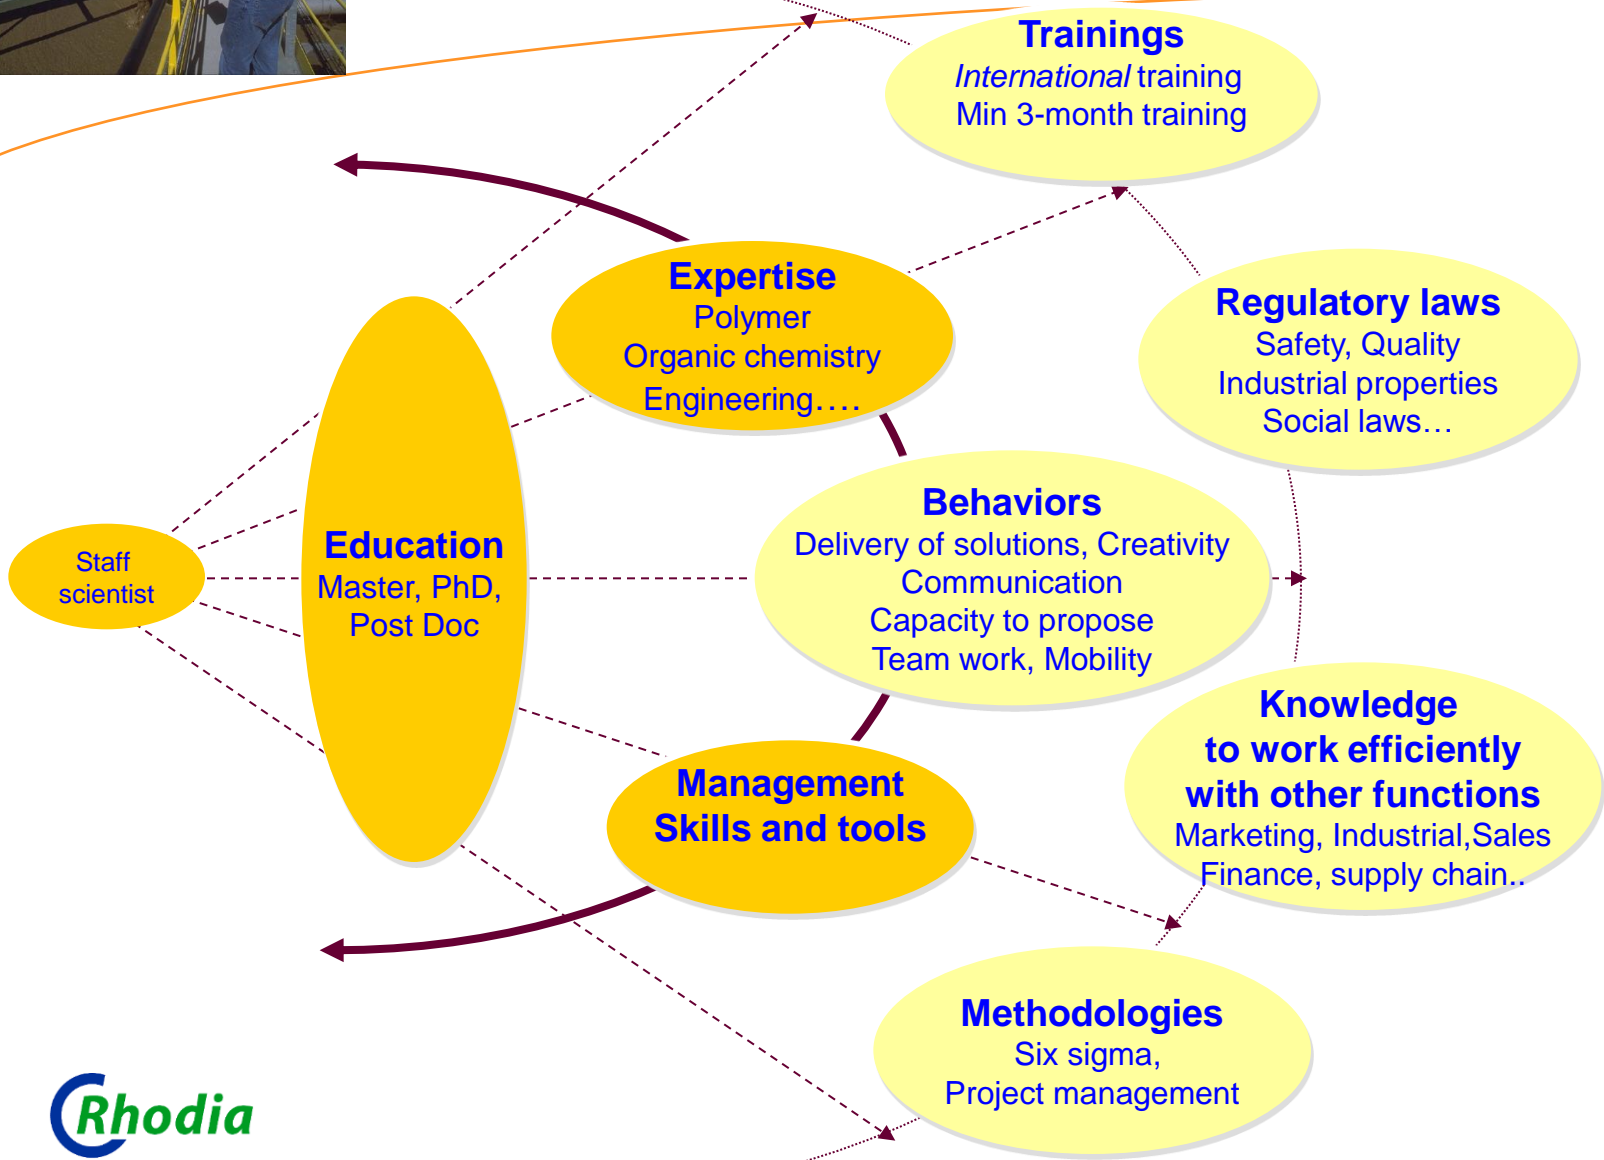 Trainings
International training
Min 3-month training
Expertise
Polymer
Organic chemistry
Engineering….
Regulatory laws
Safety, Quality
Industrial properties
Social laws…
Staff
scientist
Education
Master, PhD,
Post Doc
Behaviors
Delivery of solutions, Creativity
Communication
Capacity to propose
Team work, Mobility
Management
Skills and tools
Knowledge
to work efficiently
with other functions
Marketing, Industrial,Sales
Finance, supply chain..
Methodologies
Six sigma,
Project management
Rhodia